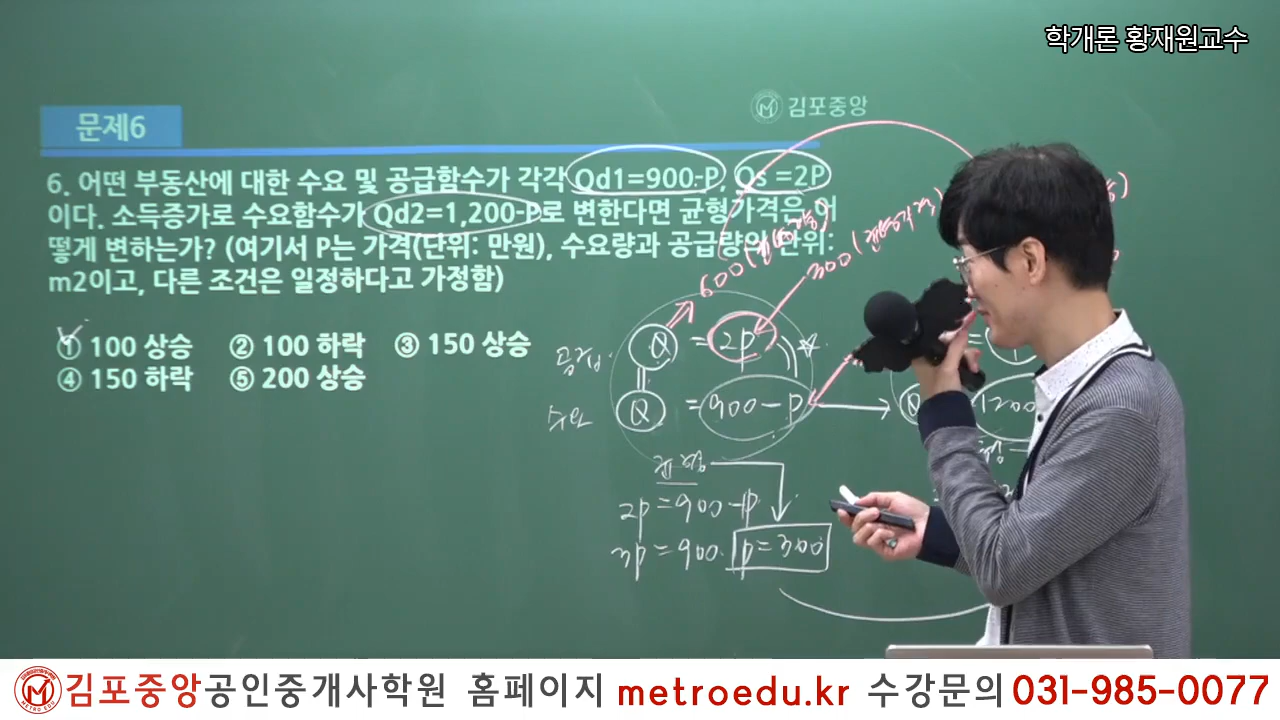 학개론 황재원교수
김포중앙
문제6
6. 어떤 부동산에 대한 수요 및 공급함수가 각각 Qd1=900-P, Qs =2P
이다. 소득증가로 수요함수가 Qd2=1,200-P로 변한다면 균형가격은 어
떻게 변하는가? (여기서 P는 가격(단위: 만원), 수요량과 공급량의 단위:
m2이고, 다른 조건은 일정하다고 가정함)
① 100 상승 ② 100 하락 ③ 150 상승
④ 150 하락 ⑤ 200 상승
600
300
Q = 2P
수요 Q = 900-P
Q 1200
균형
2P=900-P
3P=900. P=300
김포중앙공인중개사학원 홈페이지 metroedu.kr 수강문의 031-985-0077